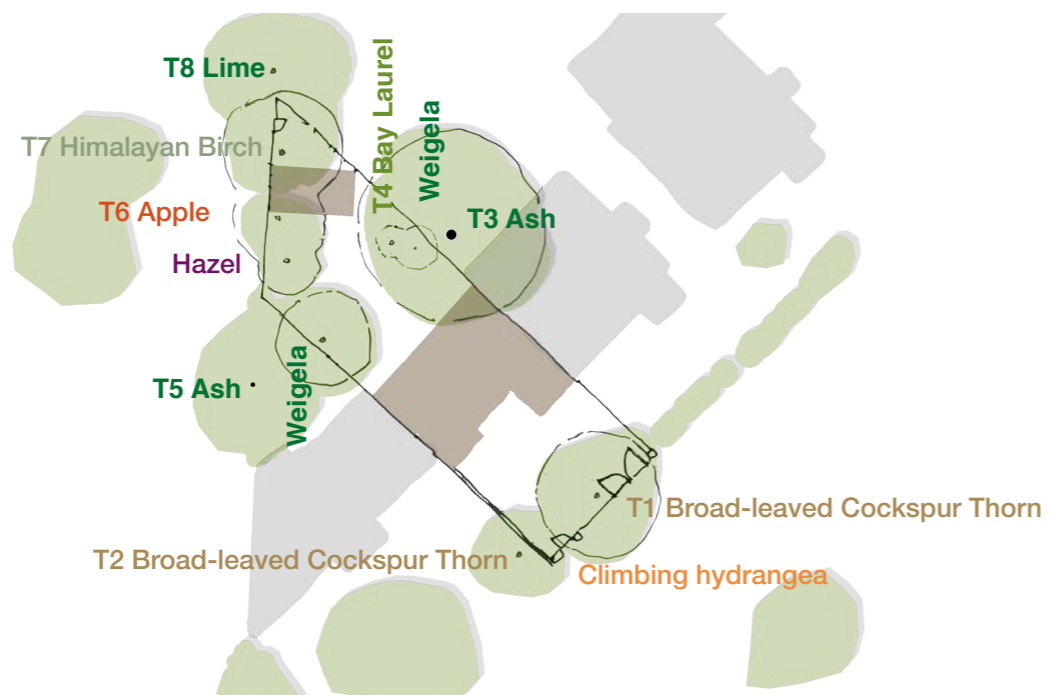 T8 Lime
T4 Bay Laurel
Weigela
T7 Himalayan Birch
T6 Apple
T3 Ash
Hazel
T5 Ash
Weigela
T1 Broad-leaved Cockspur Thorn
T2 Broad-leaved Cockspur Thorn
Climbing hydrangea